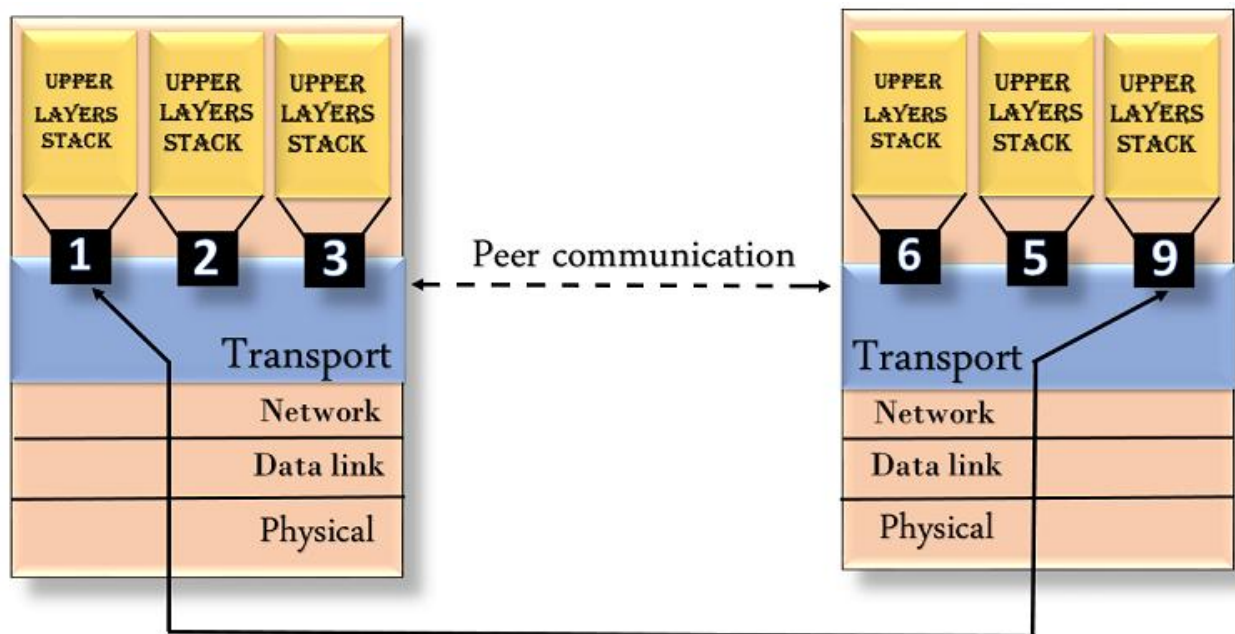 UPPER
LAYERS
STACK
UPPER
LAYERS
STACK
UPPER
LAYERS
STACK
1
2
3
Transport
Network
Data link
Physical
Peer communication
UPPER
LAYERS
STACK
UPPER
LAYERS
STACK
UPPER
LAYERS
STACK
6
5
9
Transport
Network
Data link
Physical